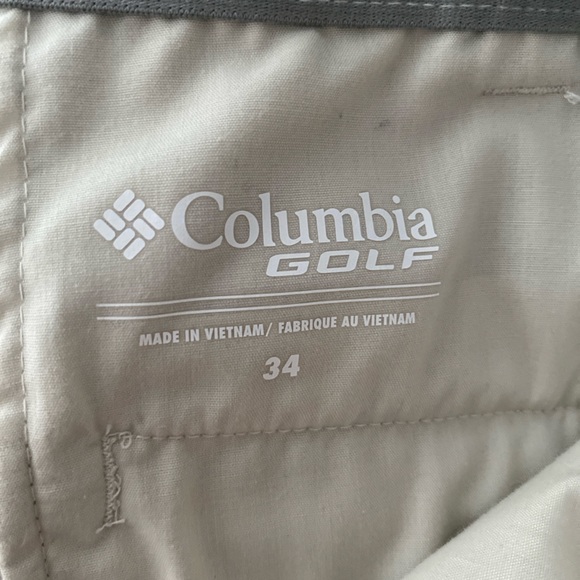 Columbia
GOLF
MADE IN VIETNAM/ FABRIQUE AU VIETNAM
34